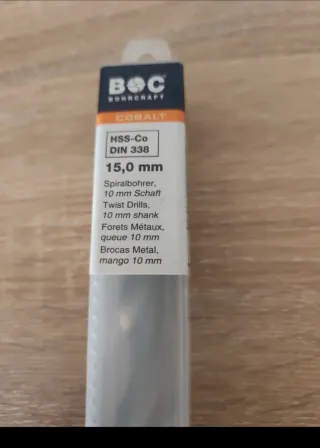 BOC
BOHRCRAFT
COBALT
HSS-Co
DIN 338
15,0 mm
Spiralbohrer,
10 mm Schaft
Twist Drills,
10 mm shank
Forets Métaux,
queue 10 mm
Brocas Metal,
mango 10 mm